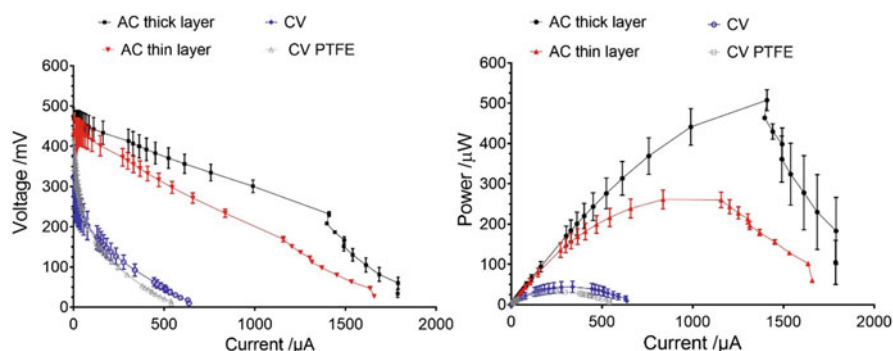 AC thick layer CV
AC thin layer CV PTFE
600
500
400
300
200
100
0
0 500 1000 1500 2000
Voltage /mV
Current /µA
AC thick layer CV
AC thin layer CV PTFE
600
500
400
300
200
100
0
0 500 1000 1500 2000
Power /µW
Current /µA